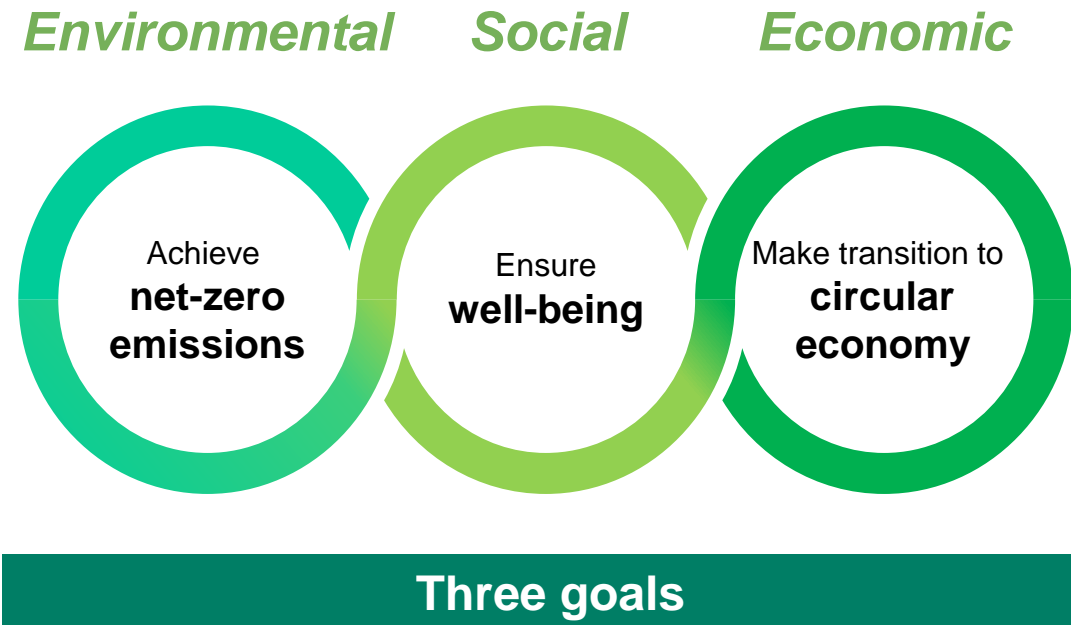 Environmental
Social
Economic
Achieve
net-zero
emissions
Ensure
well-being
Make transition to
circular
economy
Three goals